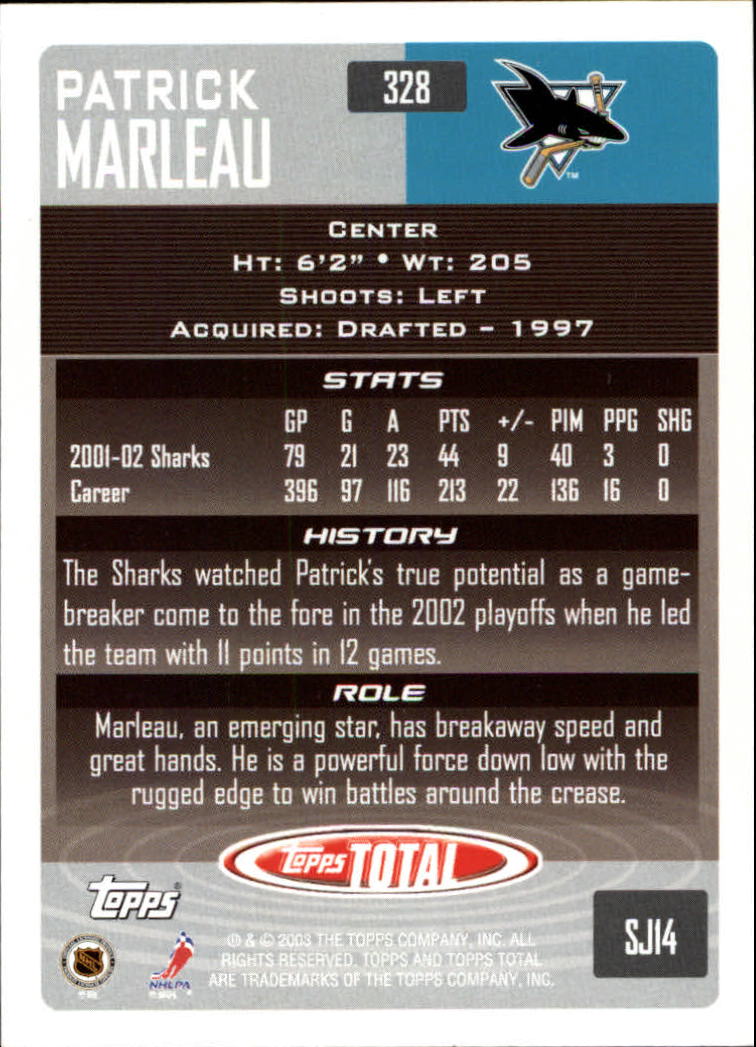 PATRICK
MARLEAU
328
TM
CENTER
HT: 6'2" • WT: 205
SHOOTS: LEFT
ACQUIRED: DRAFTED – 1997
STATS
GP G A PTS +/- PIM PPG SHG
2001-02 Sharks 79 21 23 44 9 40 3 0
Career 396 97 116 213 22 136 16 0
HISTORY
The Sharks watched Patrick's true potential as a game-
breaker come to the fore in the 2002 playoffs when he led
the team with 11 points in 12 games.
ROLE
Marleau, an emerging star, has breakaway speed and
great hands. He is a powerful force down low with the
rugged edge to win battles around the crease.
Topps TOTAL
Topps®
SJ14
® & © 2003 THE TOPPS COMPANY, INC. ALL
RIGHTS RESERVED. TOPPS AND TOPPS TOTAL
ARE TRADEMARKS OF THE TOPPS COMPANY, INC.
NHL
NHLPA